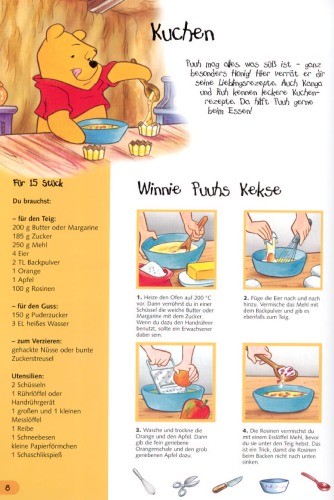 Kuchen
Puuh mag alles was süß ist - ganz
besonders Honig! Hier verrät er dir
seine Lieblingsrezepte. Auch Kanga
und Ruh kennen leckere Kuchen-
rezepte. Da hilft Puuh gerne
beim Essen!
Für 15 Stück
Du brauchst:
– für den Teig:
200 g Butter oder Margarine
185 g Zucker
250 g Mehl
4 Eier
2 TL Backpulver
1 Orange
1 Apfel
100 g Rosinen
– für den Guss:
150 g Puderzucker
3 EL heißes Wasser
– zum Verzieren:
gehackte Nüsse oder bunte
Zuckerstreusel
Utensilien:
2 Schüsseln
1 Rührlöffel oder
Handrührgerät
1 großen und 1 kleinen
Messlöffel
1 Reibe
1 Schneebesen
kleine Papierförmchen
1 Schaschlikspieß
8
Winnie Puuhs Kekse
1. Heize den Ofen auf 200 °C
vor. Dann verrührst du in einer
Schüssel die weiche Butter oder
Margarine mit dem Zucker.
Wenn du dazu den Handrührer
benutzt, sollte ein Erwachsener
dabei sein.
2. Füge die Eier nach und nach
hinzu. Vermische das Mehl mit
dem Backpulver und gib es
ebenfalls zum Teig.
3. Wasche und trockne die
Orange und den Apfel. Dann
gib die fein geriebene
Orangenschale und den grob
geriebenen Apfel dazu.
4. Die Rosinen vermischst du
mit einem Esslöffel Mehl, bevor
du sie unter den Teig hebst. Das
ist ein Trick, damit die Rosinen
beim Backen nicht nach unten
sinken.